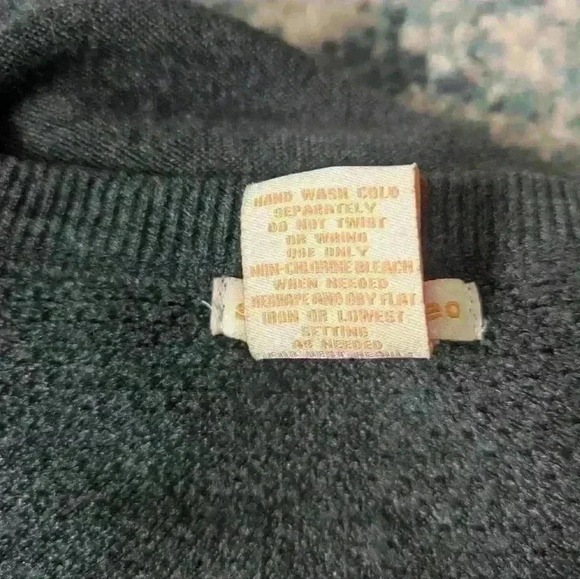 HAND WASH COLD
SEPARATELY
DO NOT TWIST
OR WRING
USE ONLY
NON-CHLORINE BLEACH
WHEN NEEDED
RESHAPE AND DRY FLAT
IRON OR LOWEST
SETTING
AS NEEDED